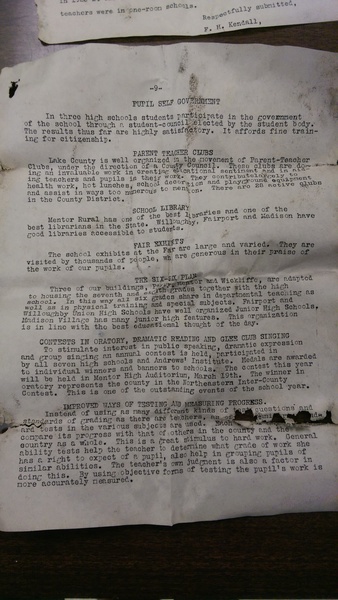 teachers were in one-room schools.
Respectfully submitted,
F. H. Kendall,
-2-
PUPIL SELF GOVERNMENT
In three high schools students participate in the government
of the school through a student-council elected by the student body.
The results thus far are highly satisfactory. It affords fine train-
ing for citizenship.
PARENT TEACHER CLUBS
Lake County is well organized in the movement of Parent-Teacher
Clubs, under the direction of a County Council. These clubs are do-
ing an invaluable work in creating educational sentiment and in aid-
ing teachers and pupils in their work. They contribute to
health work, hot lunches, school decoration and playground equipment
and assist in ways too numerous to mention. There are 28 active clubs
in the County District.
SCHOOL LIBRARY
Mentor Rural has one of the best libraries and one of the
best librarians in the State. Willoughby, Fairport and Madison have
good libraries accessible to students.
FAIR EXHIBITS
The school exhibits at the Fair are large and varied. They are
visited by thousands of people, who are generous in their praise of
the work of our pupils.
THE SIX-SIX PLAN
Three of our buildings, Mentor and Wickliffe, are adapted
to housing the seventh and grades together with the high
school. In this way all six grades share in departmental teaching as
well as in physical training and special subjects. Fairport and
Willoughby Union High Schools have well organized Junior High Schools.
Madison Village has many junior high features. This organization
is in line with the best educational thought of the day.
CONTESTS IN ORATORY, DRAMATIC READING AND GLEE CLUB SINGING
To stimulate interest in public speaking, dramatic expression
and group singing an annual contest is held, participated in
by all seven high schools and Andrews' Institute. Medals are awarded
to individual winners and banners to schools. The contest this year
will be held in Mentor High Auditorium, March 19th. The winner in
oratory represents the county in the Northeastern Inter-County
Contest. This is one of the outstanding events of the school year.
IMPROVED WAYS OF TESTING AND MEASURING PROGRESS.
Instead of using as many different kinds of questions and
standards of grading as there are teachers,
tests in the various subjects are used. Each
compare its progress with that of others in the county and the
country as a whole. This is a great stimulus to hard work. General
ability tests help the teacher to determine what grade of work she
has a right to expect of a pupil, also help in grouping pupils of
similar abilities. The teacher's own judgment is also a factor in
doing this. By using objective forms of testing the pupil's work is
more accurately measured.